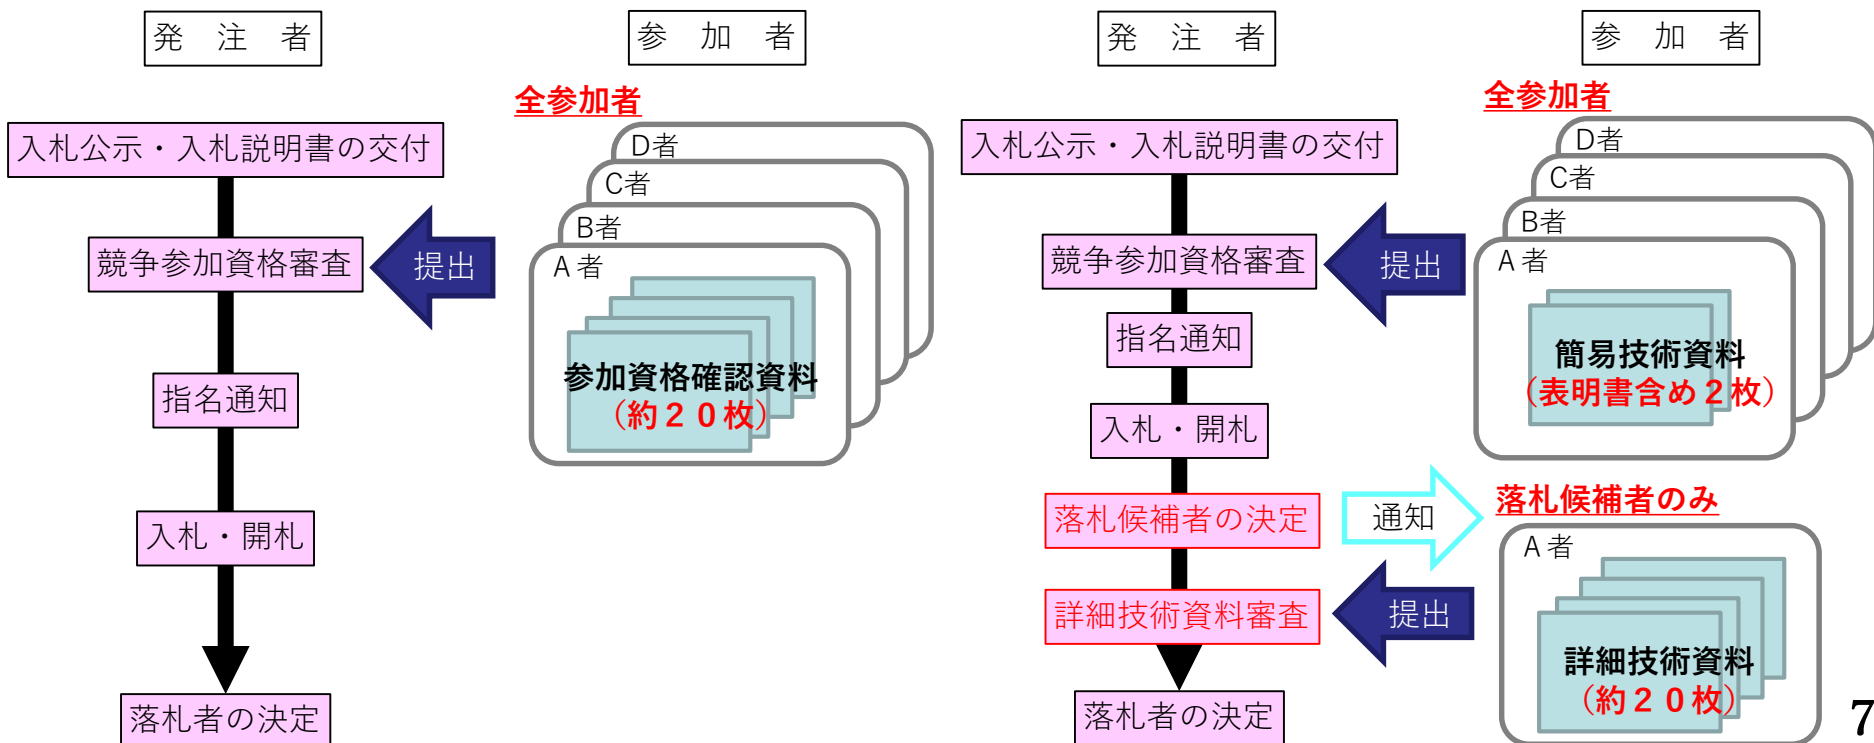 発 注 者
参 加 者
全参加者
入札公示・入札説明書の交付
D者
C者
B者
A者
競争参加資格審査
提出
参加資格確認資料
（約２０枚）
指名通知
入札・開札
落札者の決定
発 注 者
参 加 者
全参加者
入札公示・入札説明書の交付
D者
C者
B者
A者
競争参加資格審査
提出
指名通知
簡易技術資料
（表明書含め２枚）
入札・開札
落札候補者の決定
通知
落札候補者のみ
A者
詳細技術資料審査
提出
詳細技術資料
（約２０枚）
落札者の決定
7